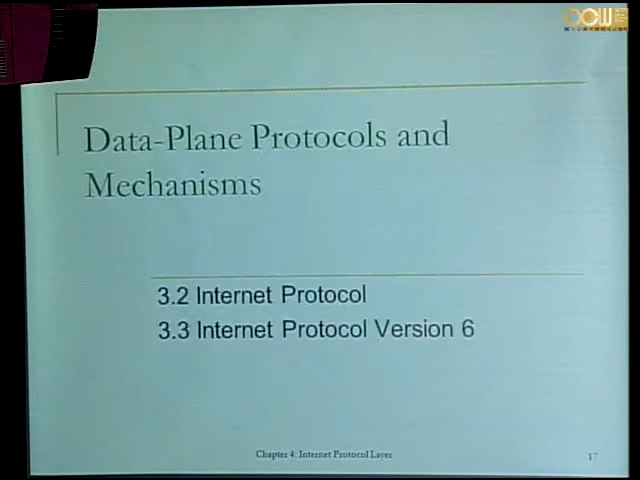 OCW
Data-Plane Protocols and
Mechanisms
3.2 Internet Protocol
3.3 Internet Protocol Version 6
Chapter 4: Internet Protocol Layer
17